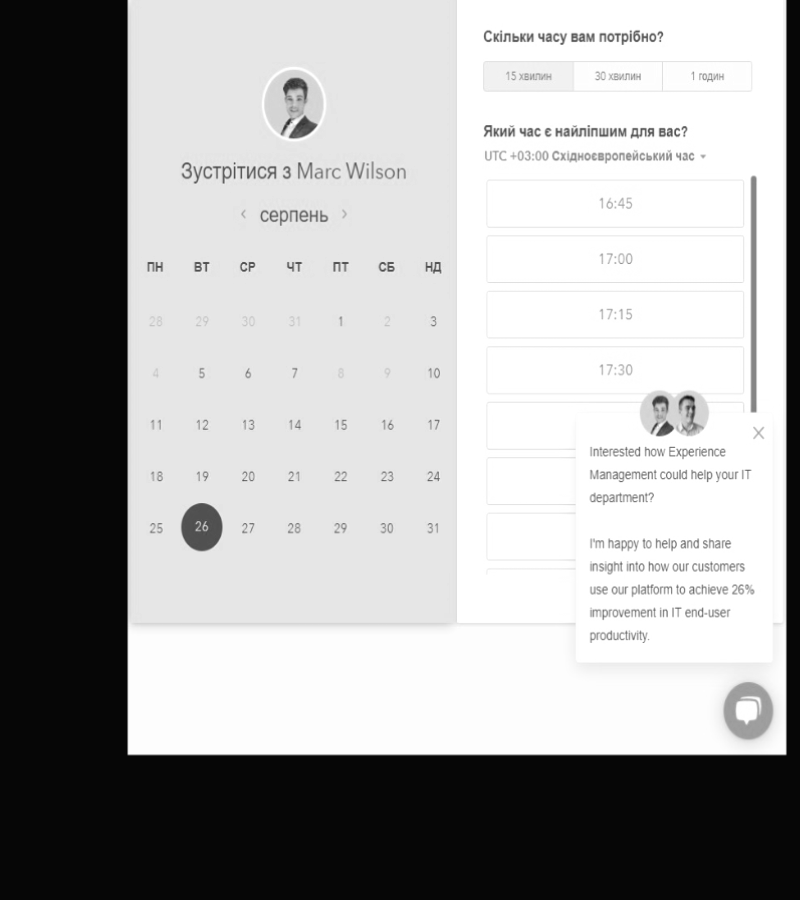 Зустрітися з Marc Wilson
серпень
ПН ВТ СР ЧТ ПТ СБ НД
28 29 30 31 1 2 3
4 5 6 7 8 9 10
11 12 13 14 15 16 17
18 19 20 21 22 23 24
25 26 27 28 29 30 31
Скільки часу вам потрібно?
15 хвилин 30 хвилин 1 годин
Який час є найліпшим для вас?
UTC +03:00 Східноєвропейський час
16:45
17:00
17:15
17:30
Interested how Experience
Management could help your IT
department?
I'm happy to help and share
insight into how our customers
use our platform to achieve 26%
improvement in IT end-user
productivity.